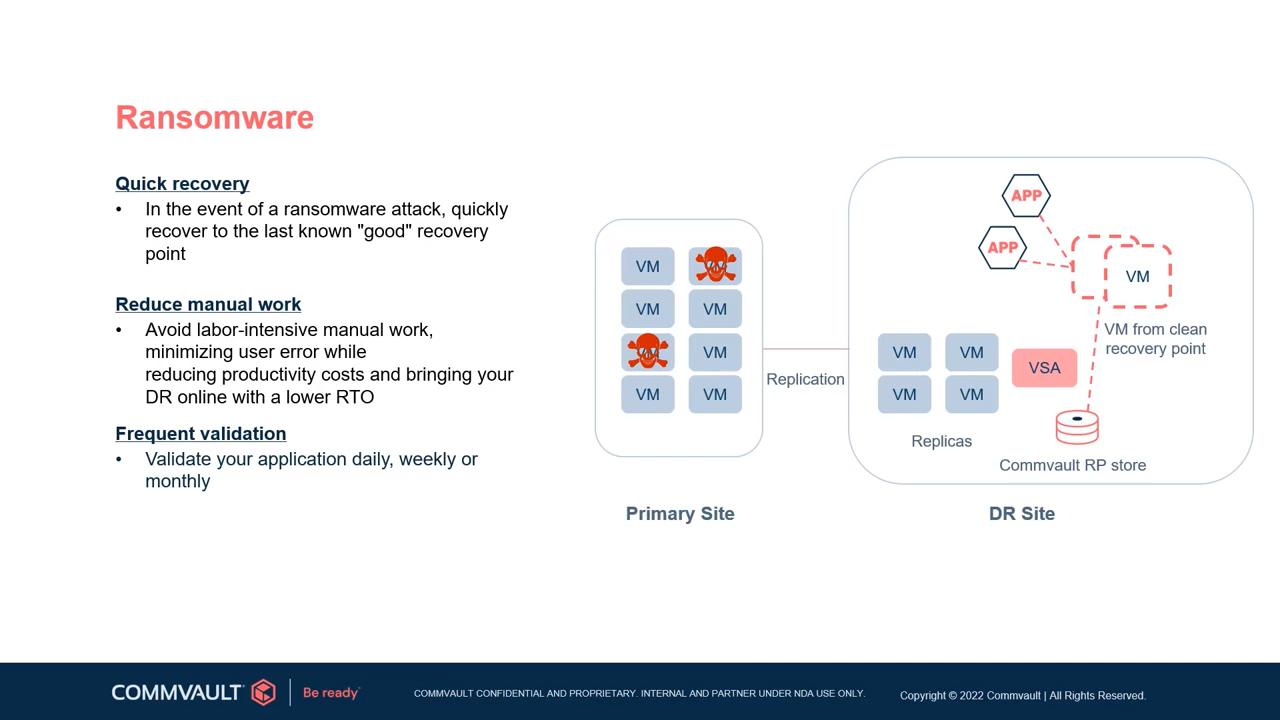 Ransomware
Quick recovery
• In the event of a ransomware attack, quickly
recover to the last known "good" recovery
point
Reduce manual work
• Avoid labor-intensive manual work,
minimizing user error while
reducing productivity costs and bringing your
DR online with a lower RTO
Frequent validation
• Validate your application daily, weekly or
monthly
VM
VM VM
VM
VM VM
Primary Site
Replication
APP
APP
VM
VM from clean
recovery point
VM VM
VM VM
VSA
Replicas
Commvault RP store
DR Site
COMMVAULT Be ready
COMMVAULT CONFIDENTIAL AND PROPRIETARY. INTERNAL AND PARTNER UNDER NDA USE ONLY.
Copyright © 2022 Commvault | All Rights Reserved.